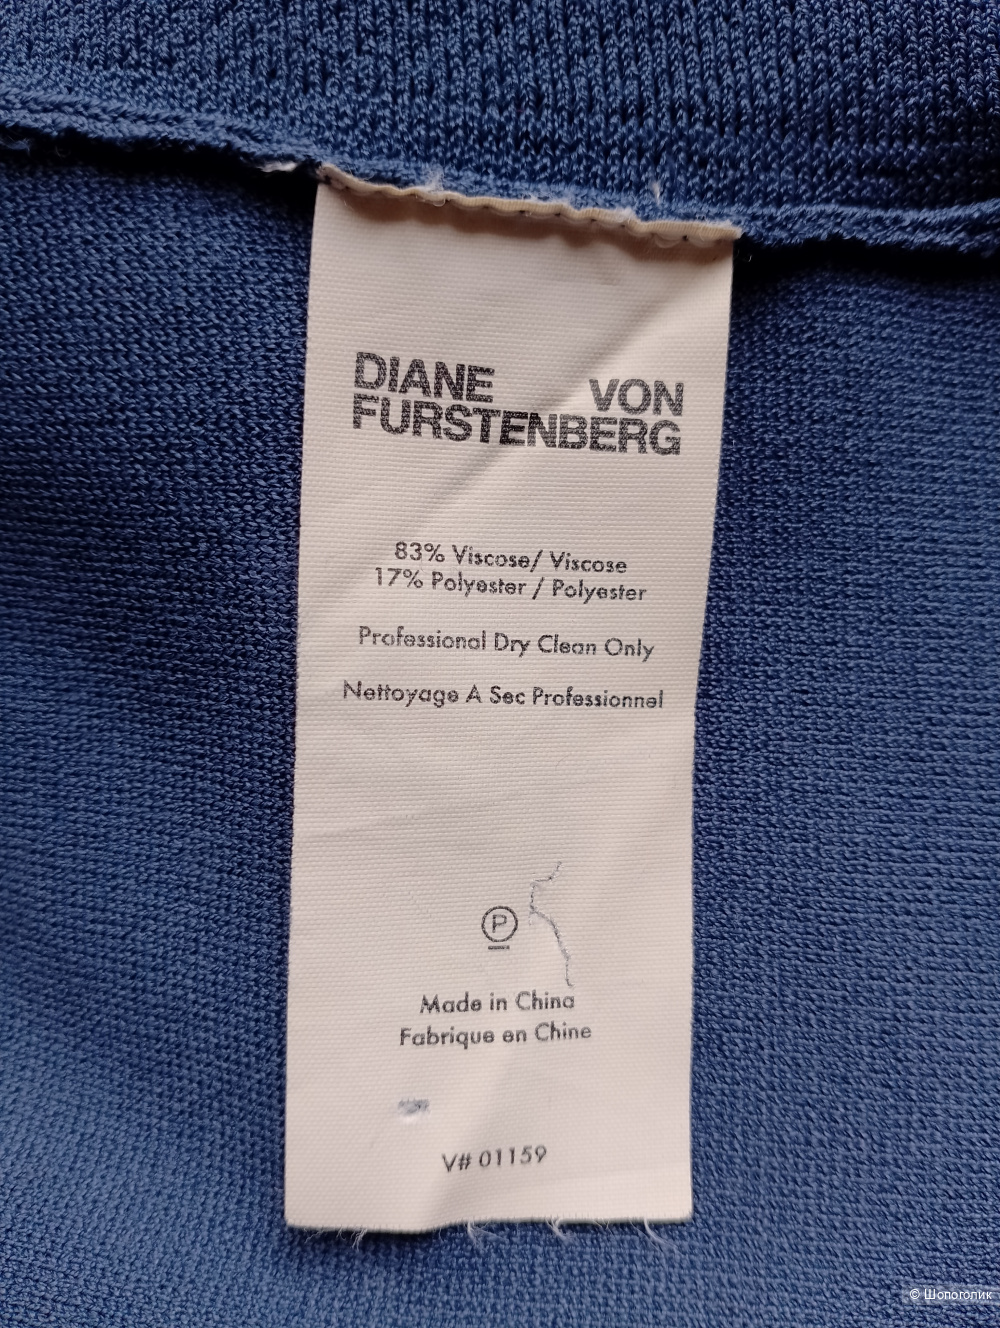 DIANE VON
FURSTENBERG
83% Viscose/ Viscose
17% Polyester / Polyester
Professional Dry Clean Only
Nettoyage A Sec Professionnel
P
Made in China
Fabrique en Chine
V# 01159
© Шопоголик